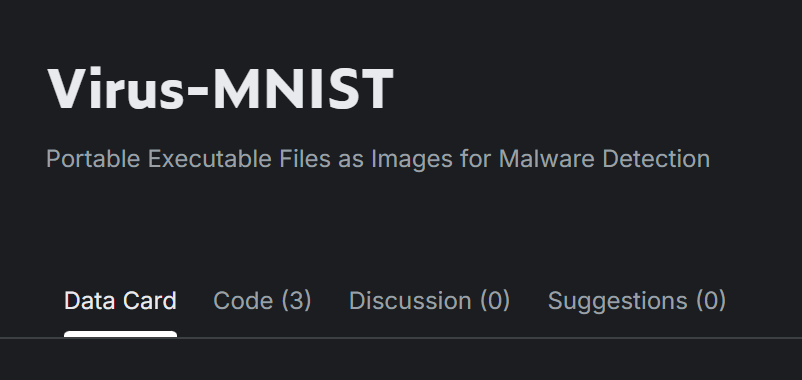 Virus-MNIST
Portable Executable Files as Images for Malware Detection
Data Card Code (3) Discussion (0) Suggestions (0)